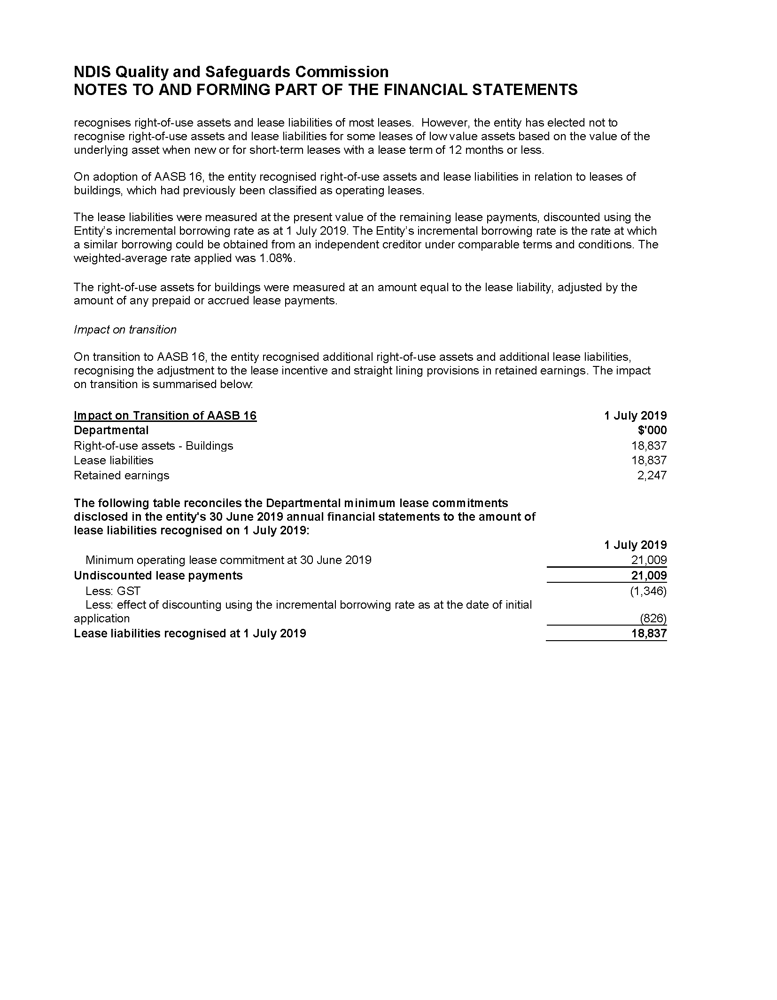 NDIS Quality and Safeguards Commission
NOTES TO AND FORMING PART OF THE FINANCIAL STATEMENTS
recognises right-of-use assets and lease liabilities of most leases.  However, the entity has elected not to
recognise right-of-use assets and lease liabilities for some leases of low value assets based on the value of the
underlying asset when new or for short-term leases with a lease term of 12 months or less.
On adoption of AASB 16, the entity recognised right-of-use assets and lease liabilities in relation to leases of
buildings, which had previously been classified as operating leases.
The lease liabilities were measured at the present value of the remaining lease payments, discounted using the
Entity’s incremental borrowing rate as at 1 July 2019. The Entity’s incremental borrowing rate is the rate at which
a similar borrowing could be obtained from an independent creditor under comparable terms and conditions. The
weighted-average rate applied was 1.08%.
The right-of-use assets for buildings were measured at an amount equal to the lease liability, adjusted by the
amount of any prepaid or accrued lease payments.
Impact on transition
On transition to AASB 16, the entity recognised additional right-of-use assets and additional lease liabilities,
recognising the adjustment to the lease incentive and straight lining provisions in retained earnings. The impact
on transition is summarised below:
Impact on Transition of AASB 16 1 July 2019
Departmental $'000
Right-of-use assets - Buildings 18,837
Lease liabilities 18,837
Retained earnings 2,247
The following table reconciles the Departmental minimum lease commitments
disclosed in the entity's 30 June 2019 annual financial statements to the amount of
lease liabilities recognised on 1 July 2019:
1 July 2019
Minimum operating lease commitment at 30 June 2019 21,009
Undiscounted lease payments 21,009
Less: GST (1,346)
Less: effect of discounting using the incremental borrowing rate as at the date of initial
application (826)
Lease liabilities recognised at 1 July 2019 18,837